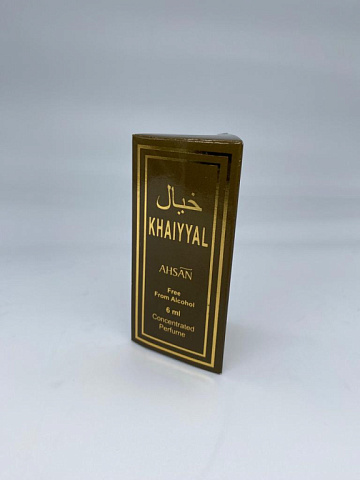 خيال
KHAIYYAL
AHSAN
Free
From Alcohol
6 ml
Concentrated
Perfume